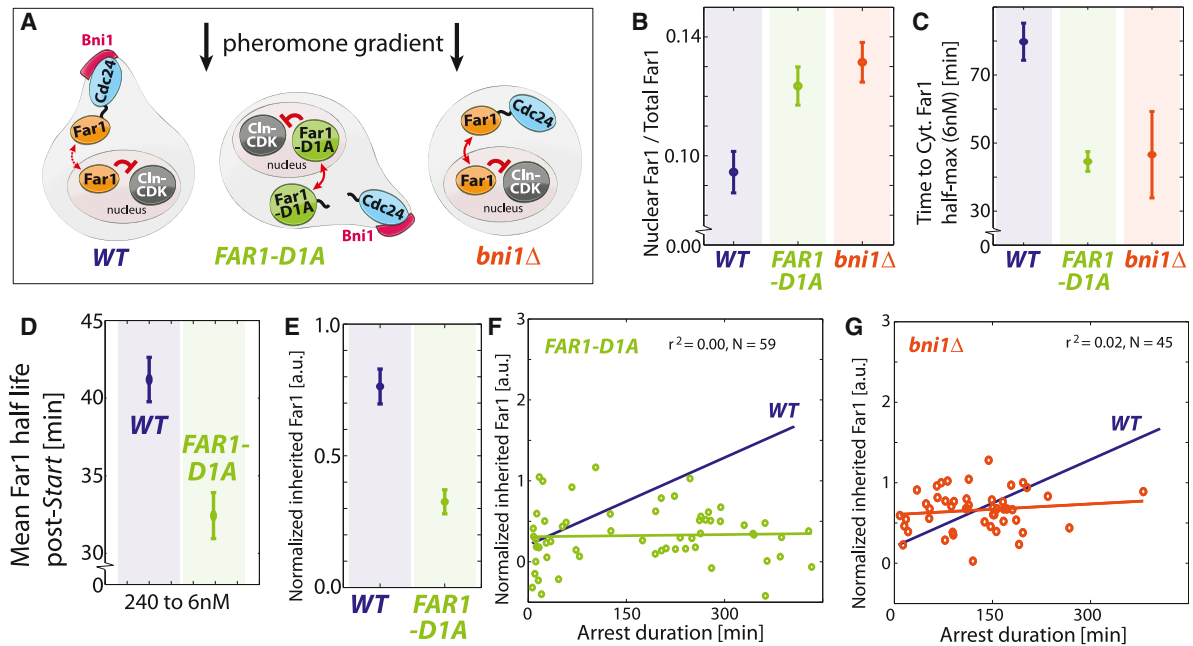 A
pheromone gradient
Bni1
Cdc24
Far1
Far1
Cln-
CDK
nucleus
WT
Cln-
CDK
Far1
-D1A
nucleus
Far1
-D1A
Cdc24
Bni1
FAR1-D1A
Far1
Cdc24
Far1
Cln-
CDK
nucleus
bni1Δ
B
Nuclear Far1 / Total Far1
0.14
0.10
0.00
WT
FAR1
-D1A
bni1Δ
C
Time to Cyt. Far1
half-max (6nM) [min]
70
50
30
0
WT
FAR1
-D1A
bni1Δ
D
Mean Far1 half life
post-Start [min]
45
40
35
30
0
WT
FAR1-
D1A
240 to 6nM
E
Normalized inherited Far1 [a.u.]
1.0
0.5
0.0
WT
FAR1
-D1A
F
Normalized inherited Far1 [a.u.]
3
2
1
0
FAR1-D1A
r² = 0.00, N = 59
WT
0
150
300
Arrest duration [min]
G
Normalized inherited Far1 [a.u.]
3
2
1
0
bni1Δ
r² = 0.02, N = 45
WT
0
150
300
Arrest duration [min]